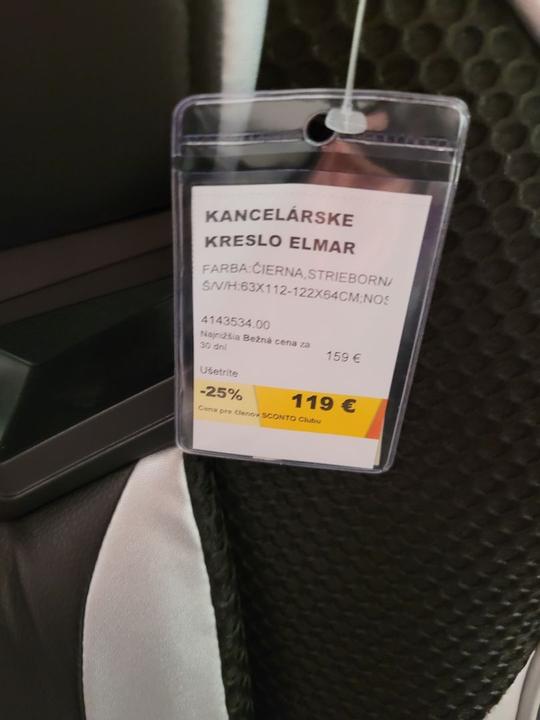 KANCELÁRSKE
KRESLO ELMAR
FARBA:ČIERNA,STRIEBORNA
Š/V/H:63X112-122X64CM;NOS
4143534.00
Najnižšia Bežná cena za
30 dní
159 €
Ušetrite
-25%
119 €
Cena pre členov SCONTO Clubu